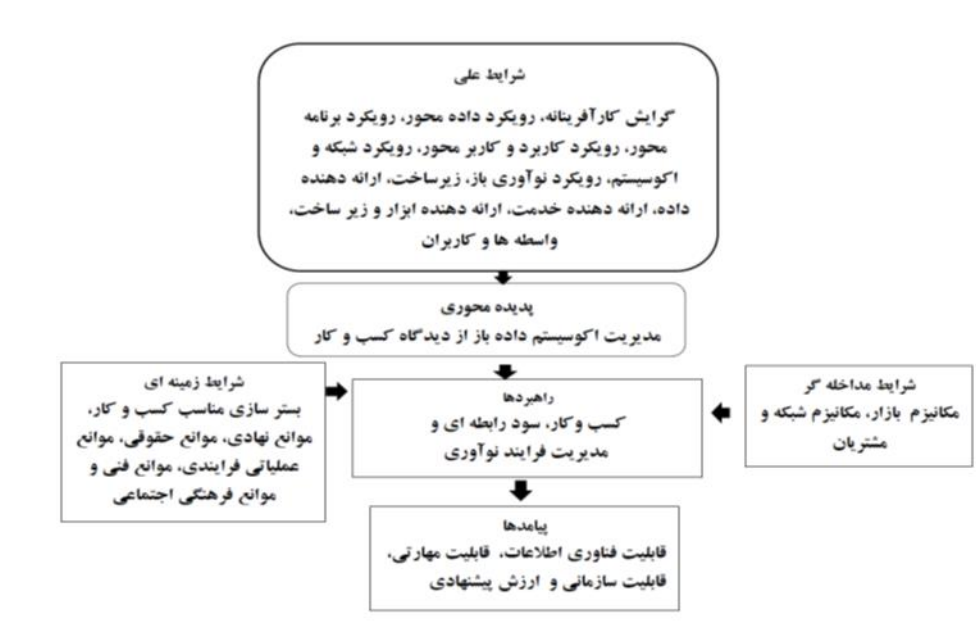 شرایط علی
گرایش کارآفرینانه، رویکرد داده محور، رویکرد برنامه
محور، رویکرد کاربرد و کاربر محور، رویکرد شبکه و
اکوسیستم، رویکرد نوآوری باز، زیرساخت، ارائه دهنده
داده، ارائه دهنده خدمت، ارائه دهنده ابزار و زیر ساخت،
واسطه ها و کاربران
پدیده محوری
مدیریت اکوسیستم داده باز از دیدگاه کسب و کار
شرایط مداخله گر
مکانیزم بازار، مکانیزم شبکه و
مشتریان
راهبردها
کسب و کار، سود رابطه ای و
مدیریت فرایند نوآوری
شرایط زمینه ای
بستر سازی مناسب کسب و کار،
موانع نهادی، موانع حقوقی، موانع
عملیاتی فرایندی، موانع فنی و
موانع فرهنگی اجتماعی
پیامدها
قابلیت فناوری اطلاعات، قابلیت مهارتی،
قابلیت سازمانی و ارزش پیشنهادی